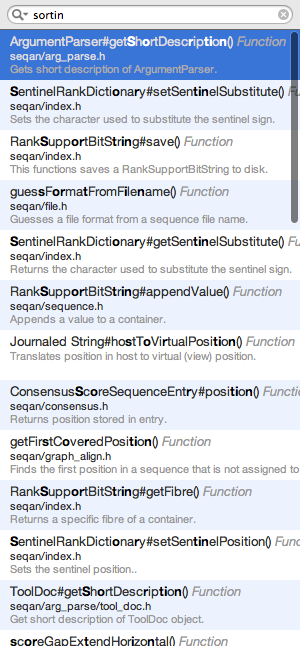 sortin
ArgumentParser#getShortDescription() Function
seqan/arg_parse.h
Gets short description of ArgumentParser.
SentinelRankDictionary#setSentinelSubstitute() Function
seqan/index.h
Sets the character used to substitute the sentinel sign.
RankSupportBitString#save() Function
seqan/index.h
This functions saves a RankSupportBitString to disk.
guessFormatFromFilename() Function
seqan/file.h
Guesses a file format from a sequence file name.
SentinelRankDictionary#getSentinelSubstitute() Function
seqan/index.h
Returns the character used to substitute the sentinel sign.
RankSupportBitString#appendValue() Function
seqan/sequence.h
Appends a value to a container.
Journaled String#hostToVirtualPosition() Function
Translates position in host to virtual (view) position.
ConsensusScoreSequenceEntry#position() Function
seqan/consensus.h
Returns position stored in entry.
getFirstCoveredPosition() Function
seqan/graph_align.h
Finds the first position in a sequence that is not assigned to
RankSupportBitString#getFibre() Function
seqan/index.h
Returns a specific fibre of a container.
SentinelRankDictionary#setSentinelPosition() Function
seqan/index.h
Sets the sentinel position..
ToolDoc#getShortDescription() Function
seqan/arg_parse/tool_doc.h
Get short description of ToolDoc object.
scoreGapExtendHorizontal() Function